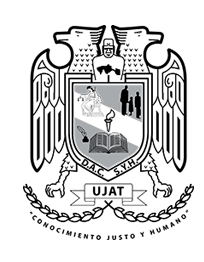 D.A.C. S.Y.H.
UJAT
"CONOCIMIENTO JUSTO Y HUMANO"